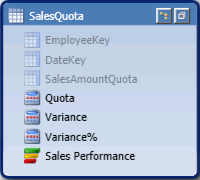 SalesQuota
EmployeeKey
DateKey
SalesAmountQuota
Quota
Variance
Variance%
Sales Performance